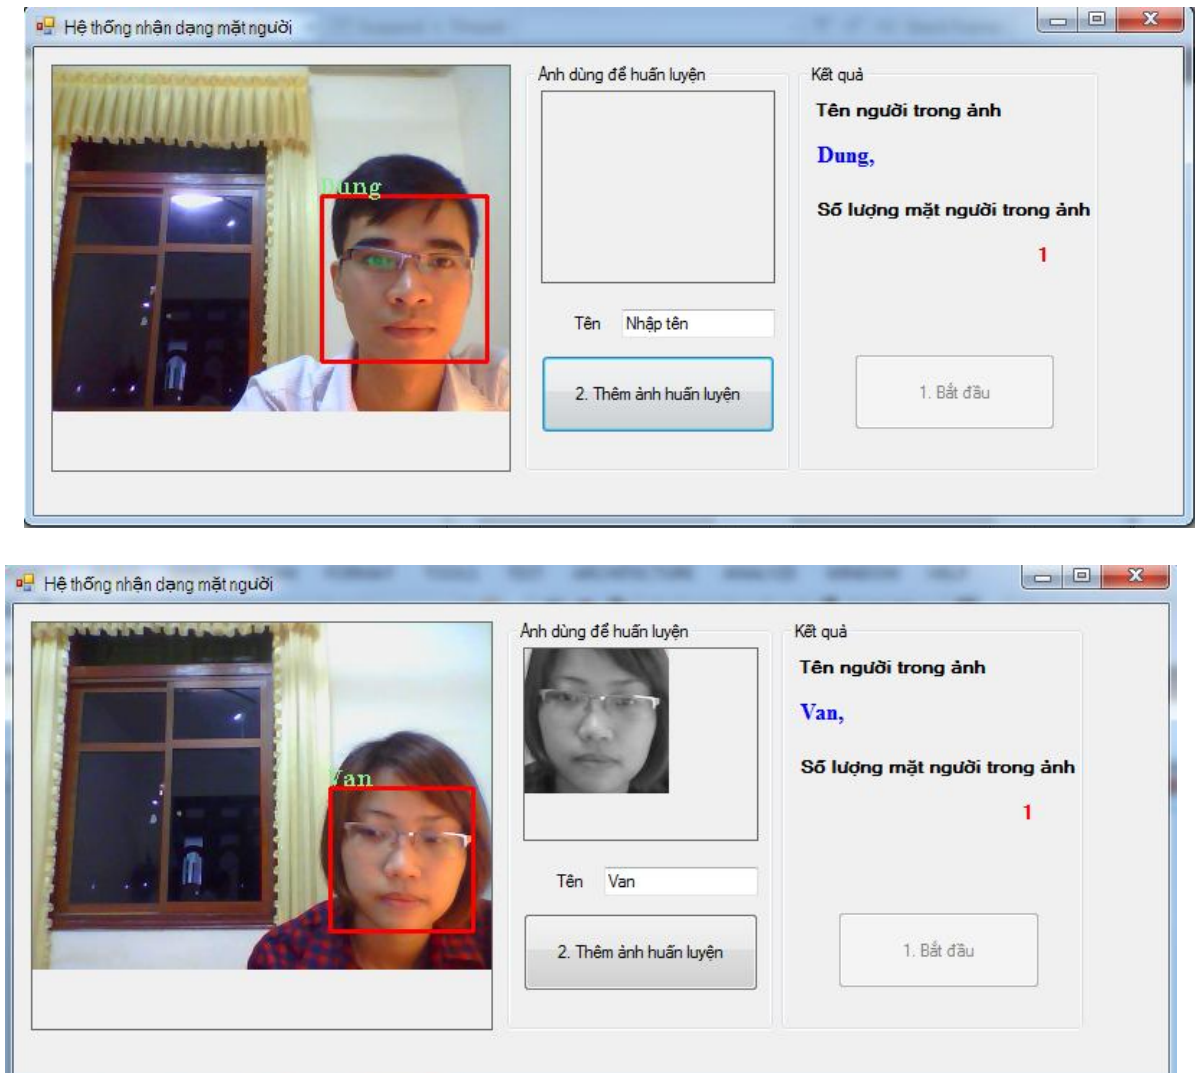 Hệ thống nhận dạng mặt người
Ảnh dùng để huấn luyện
Kết quả
Tên người trong ảnh
Dung
Dung,
Số lượng mặt người trong ảnh
1
Tên
Nhập tên
2. Thêm ảnh huấn luyện
1. Bắt đầu
Hệ thống nhận dạng mặt người
Ảnh dùng để huấn luyện
Kết quả
Tên người trong ảnh
Van,
Van
Số lượng mặt người trong ảnh
1
Tên
Van
2. Thêm ảnh huấn luyện
1. Bắt đầu